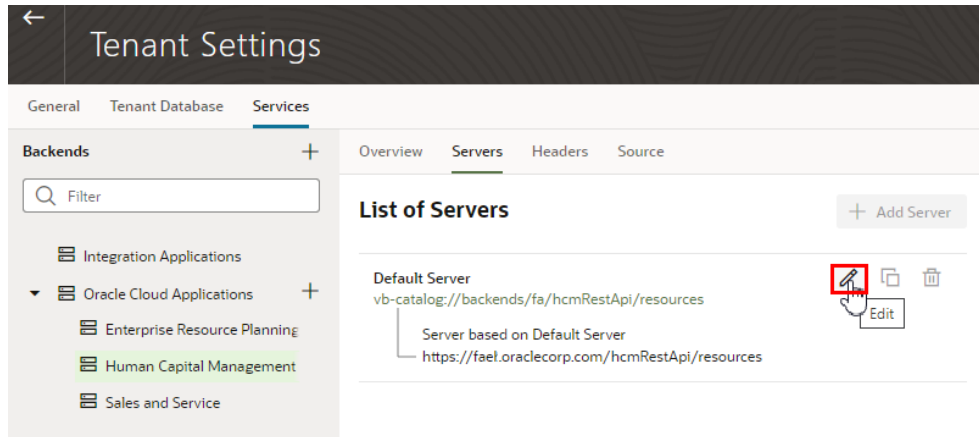 Tenant Settings
General Tenant Database Services
Backends
Overview Servers Headers Source
Filter
List of Servers
Add Server
Integration Applications
Default Server
vb-catalog://backends/fa/hcmRestApi/resources
Edit
Oracle Cloud Applications
Server based on Default Server
Enterprise Resource Planning
https://fael.oraclecorp.com/hcmRestApi/resources
Human Capital Management
Sales and Service